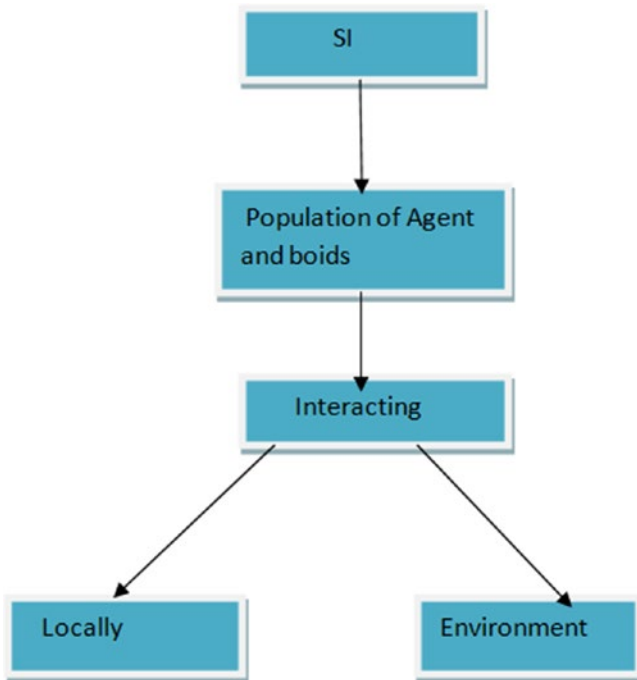 SI
Population of Agent
and boids
Interacting
Locally
Environment